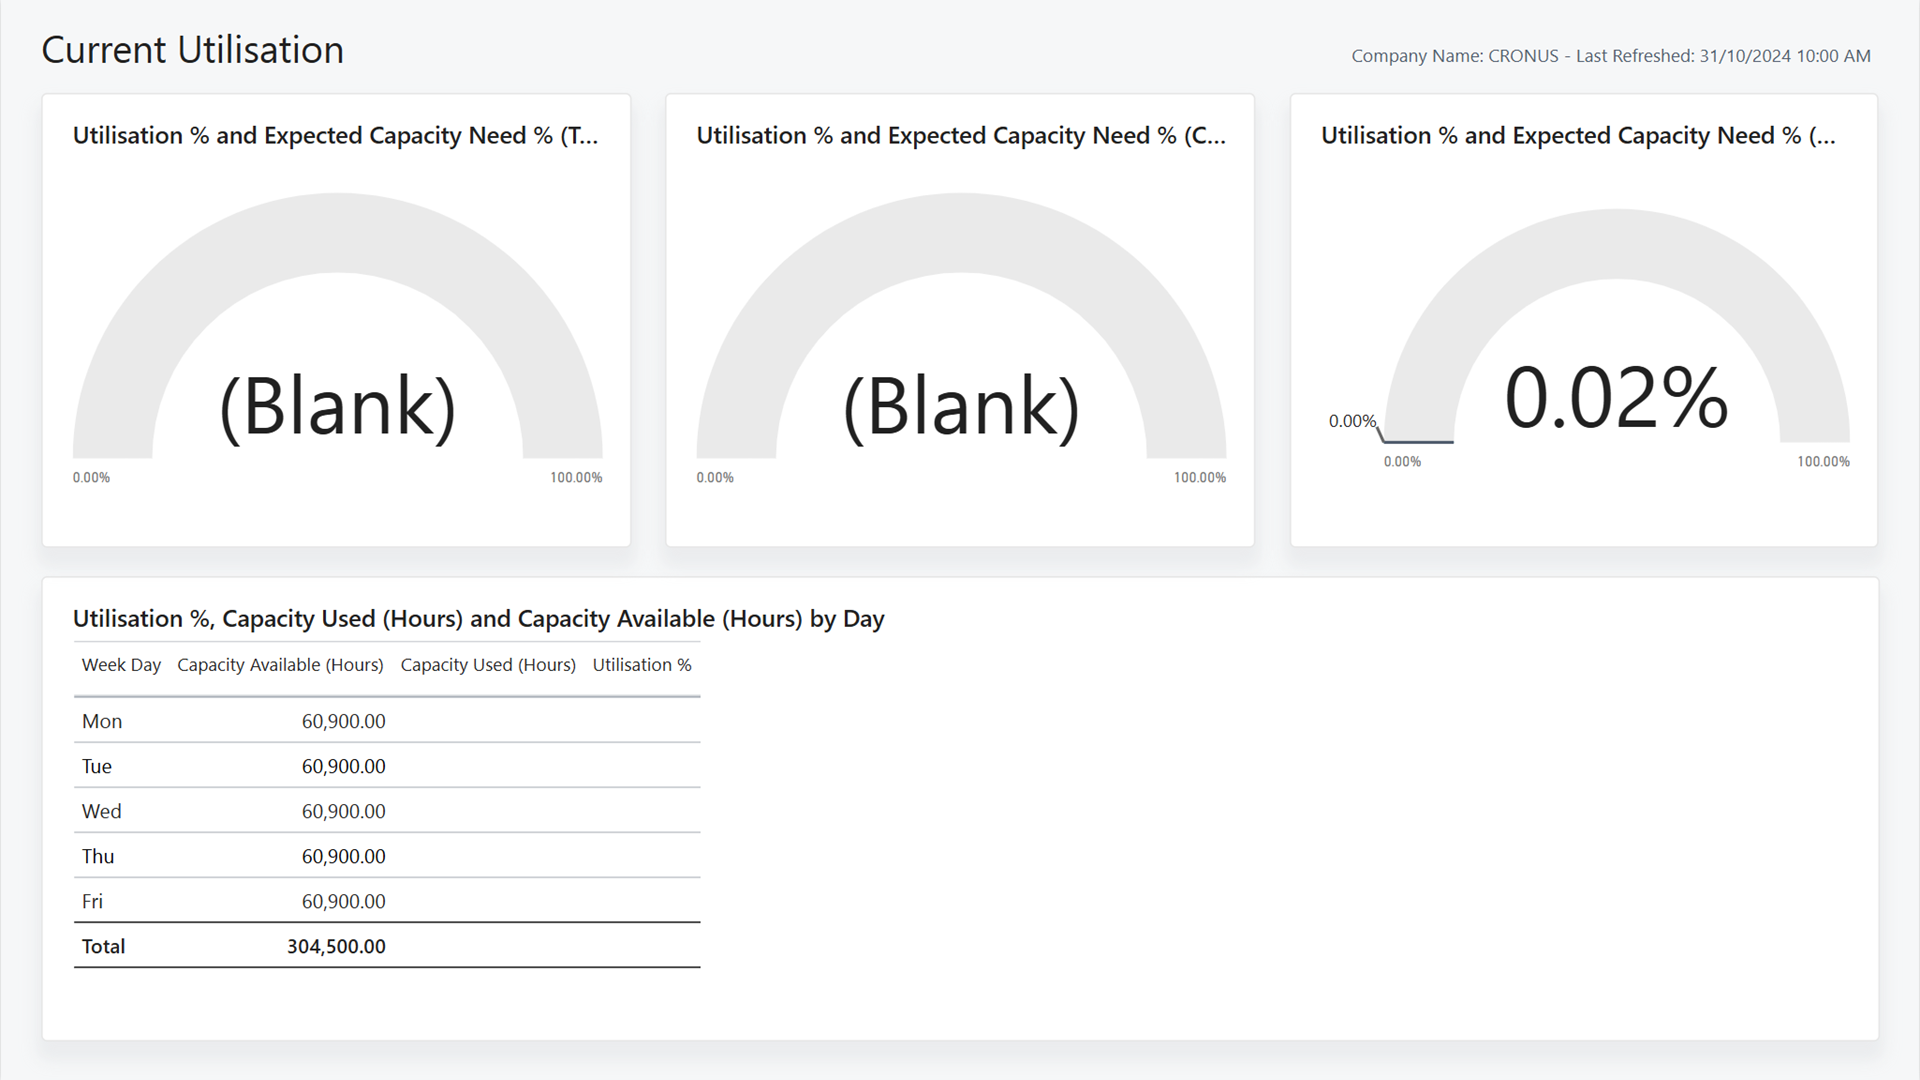 Current Utilisation
Company Name: CRONUS - Last Refreshed: 31/10/2024 10:00 AM
Utilisation % and Expected Capacity Need % (T...
(Blank)
0.00%
100.00%
Utilisation % and Expected Capacity Need % (C...
(Blank)
0.00%
100.00%
Utilisation % and Expected Capacity Need % (...
0.02%
0.00%
0.00%
100.00%
Utilisation %, Capacity Used (Hours) and Capacity Available (Hours) by Day
Week Day Capacity Available (Hours) Capacity Used (Hours) Utilisation %
Mon 60,900.00
Tue 60,900.00
Wed 60,900.00
Thu 60,900.00
Fri 60,900.00
Total 304,500.00